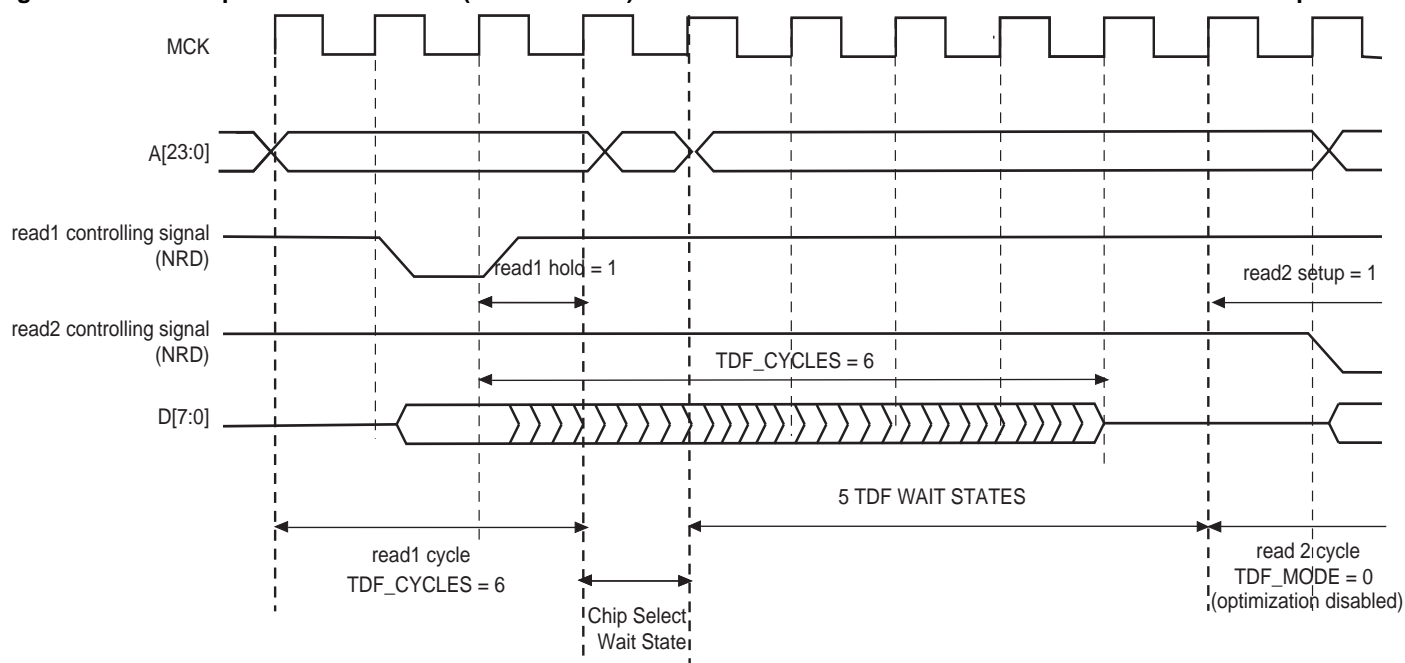 MCK
A[23:0]
read1 controlling signal
(NRD)
read1 hold = 1
read2 setup = 1
read2 controlling signal
(NRD)
TDF_CYCLES = 6
D[7:0]
5 TDF WAIT STATES
read1 cycle
TDF_CYCLES = 6
read 2 cycle
TDF_MODE = 0
(optimization disabled)
Chip Select
Wait State